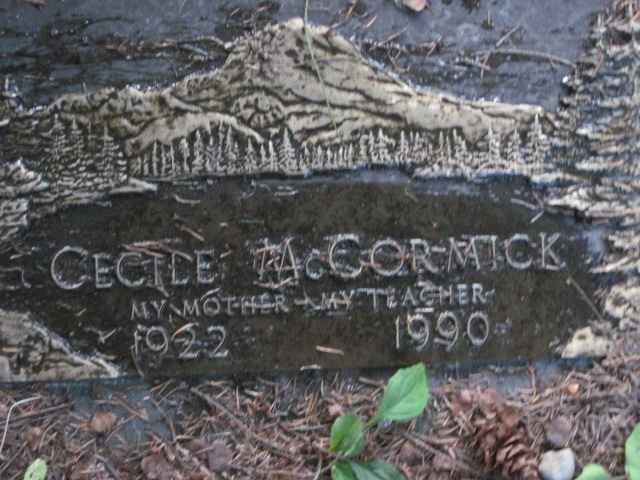 CECILE McCORMICK
MY MOTHER - MY TEACHER
1922 1990